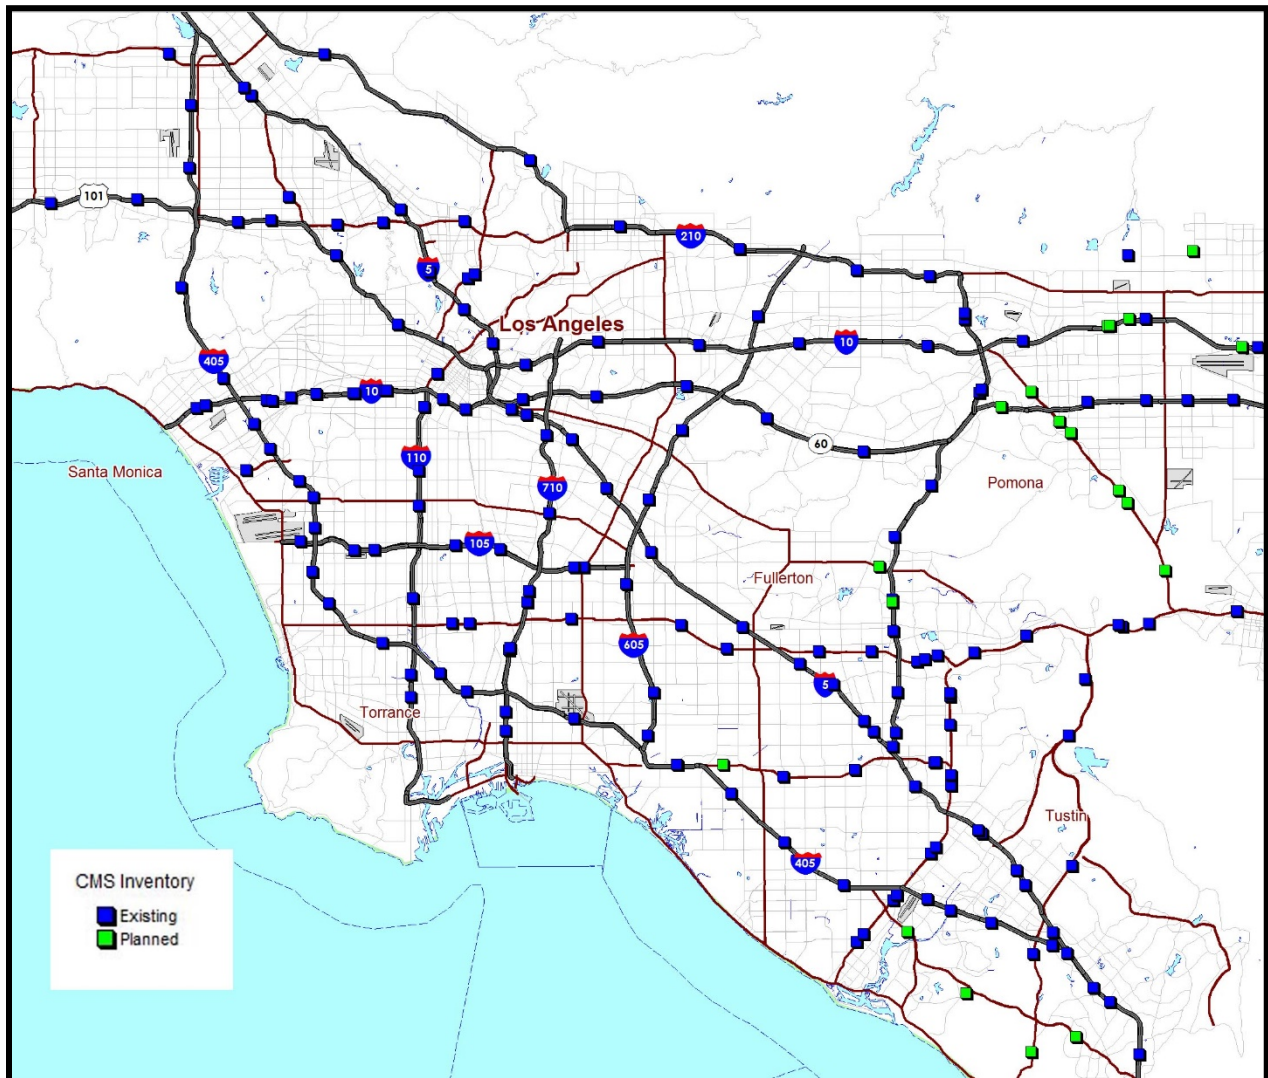 101
210
5
Los Angeles
10
405
10
60
110
Santa Monica
710
Pomona
105
Fullerton
605
5
Torrance
Tustin
405
CMS Inventory
Existing
Planned